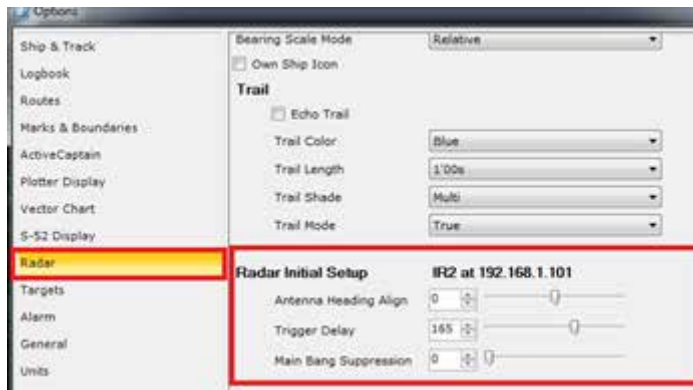 Options
Ship & Track
Logbook
Routes
Marks & Boundaries
ActiveCaptain
Plotter Display
Vector Chart
S-52 Display
Radar
Targets
Alarm
General
Units
Bearing Scale Mode Relative
Own Ship Icon
Trail
Echo Trail
Trail Color Blue
Trail Length 1'00s
Trail Shade Multi
Trail Mode True
Radar Initial Setup IR2 at 192.168.1.101
Antenna Heading Align 0
Trigger Delay 165
Main Bang Suppression 0